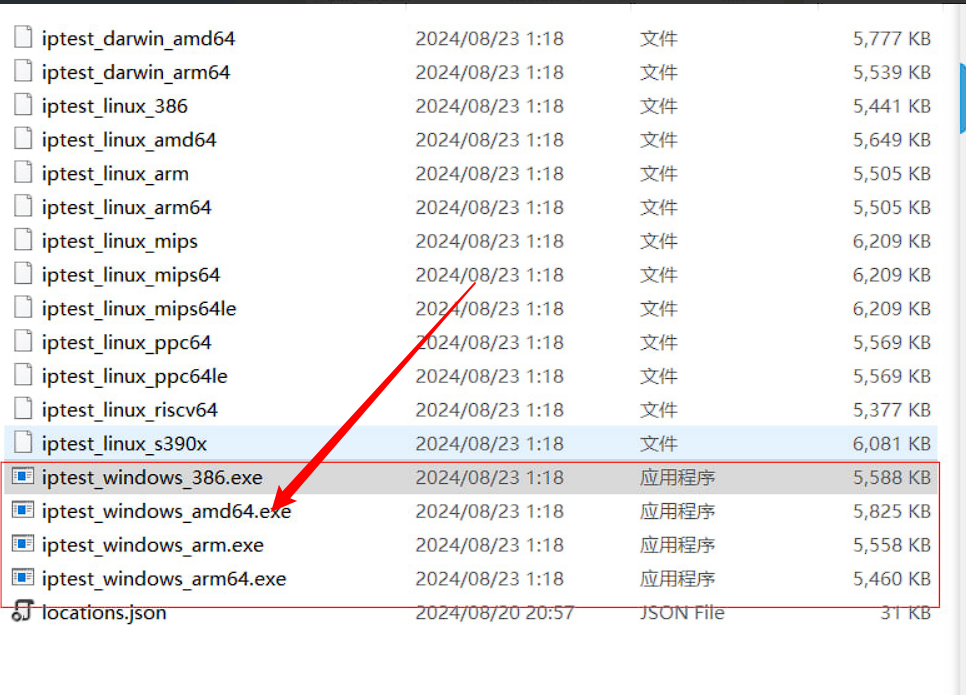 iptest_darwin_amd64 2024/08/23 1:18 文件 5,777 KB
iptest_darwin_arm64 2024/08/23 1:18 文件 5,539 KB
iptest_linux_386 2024/08/23 1:18 文件 5,441 KB
iptest_linux_amd64 2024/08/23 1:18 文件 5,649 KB
iptest_linux_arm 2024/08/23 1:18 文件 5,505 KB
iptest_linux_arm64 2024/08/23 1:18 文件 5,505 KB
iptest_linux_mips 2024/08/23 1:18 文件 6,209 KB
iptest_linux_mips64 2024/08/23 1:18 文件 6,209 KB
iptest_linux_mips64le 2024/08/23 1:18 文件 6,209 KB
iptest_linux_ppc64 2024/08/23 1:18 文件 5,569 KB
iptest_linux_ppc64le 2024/08/23 1:18 文件 5,569 KB
iptest_linux_riscv64 2024/08/23 1:18 文件 5,377 KB
iptest_linux_s390x 2024/08/23 1:18 文件 6,081 KB
iptest_windows_386.exe 2024/08/23 1:18 应用程序 5,588 KB
iptest_windows_amd64.exe 2024/08/23 1:18 应用程序 5,825 KB
iptest_windows_arm.exe 2024/08/23 1:18 应用程序 5,558 KB
iptest_windows_arm64.exe 2024/08/23 1:18 应用程序 5,460 KB
locations.json 2024/08/20 20:57 JSON File 31 KB